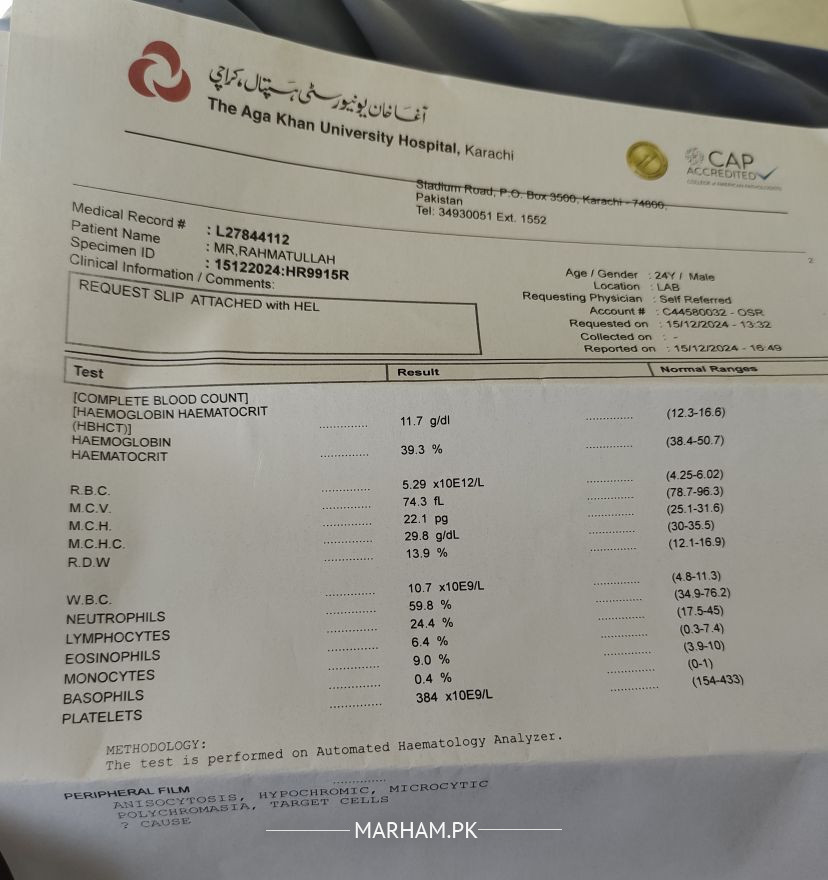 آغا خان یونیورسٹی ہسپتال، کراچی
The Aga Khan University Hospital, Karachi
CAP
ACCREDITED
COLLEGE of AMERICAN PATHOLOGISTS
Stadium Road, P.O. Box 3500, Karachi - 74800.
Pakistan
Tel: 34930051 Ext. 1552
2
Medical Record # : L27844112
Patient Name : MR,RAHMATULLAH
Specimen ID : 15122024:HR9915R
Clinical Information / Comments:
REQUEST SLIP ATTACHED with HEL
Age / Gender : 24Y / Male
Location : LAB
Requesting Physician : Self Referred
Account # : C44580032 - OSR
Requested on : 15/12/2024 - 13:32
Collected on : -
Reported on : 15/12/2024 - 16:49
Test Result Normal Ranges
[COMPLETE BLOOD COUNT]
[HAEMOGLOBIN HAEMATOCRIT
(HBHCT)]
HAEMOGLOBIN ............. 11.7 g/dl ............. (12.3-16.6)
HAEMATOCRIT ............. 39.3 % ............. (38.4-50.7)
R.B.C. ............. 5.29 x10E12/L ............. (4.25-6.02)
M.C.V. ............. 74.3 fL ............. (78.7-96.3)
M.C.H. ............. 22.1 pg ............. (25.1-31.6)
M.C.H.C. ............. 29.8 g/dL ............. (30-35.5)
R.D.W ............. 13.9 % ............. (12.1-16.9)
W.B.C. ............. 10.7 x10E9/L ............. (4.8-11.3)
NEUTROPHILS ............. 59.8 % ............. (34.9-76.2)
LYMPHOCYTES ............. 24.4 % ............. (17.5-45)
EOSINOPHILS ............. 6.4 % ............. (0.3-7.4)
MONOCYTES ............. 9.0 % ............. (3.9-10)
BASOPHILS ............. 0.4 % ............. (0-1)
PLATELETS ............. 384 x10E9/L ............. (154-433)
METHODOLOGY:
The test is performed on Automated Haematology Analyzer.
PERIPHERAL FILM .............
ANISOCYTOSIS, HYPOCHROMIC, MICROCYTIC
POLYCHROMASIA, TARGET CELLS
? CAUSE
MARHAM.PK